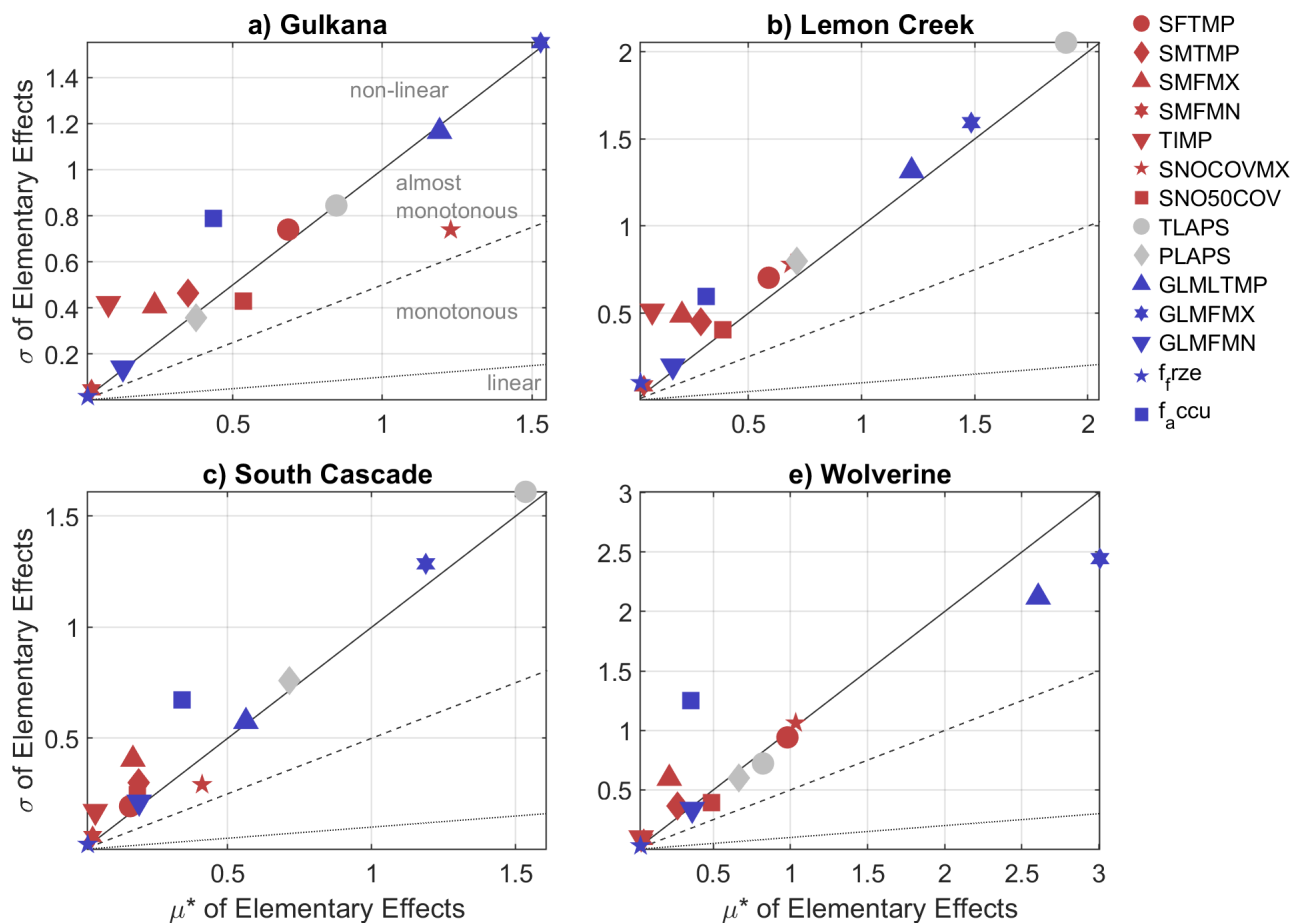 a) Gulkana
b) Lemon Creek
1.4
1.2
1
0.8
0.6
0.4
0.2
0.5
1
1.5
σ of Elementary Effects
non-linear
almost
monotonous
monotonous
linear
2
1.5
1
0.5
0.5
1
1.5
2
SFTMP
SMTMP
SMFMX
SMFMN
TIMP
SNOCOVMX
SNO50COV
TLAPS
PLAPS
GLMLTMP
GLMFMX
GLMFMN
f_frze
f_accu
c) South Cascade
e) Wolverine
1.5
1
0.5
0.5
1
1.5
σ of Elementary Effects
μ* of Elementary Effects
3
2.5
2
1.5
1
0.5
0.5
1
1.5
2
2.5
3
μ* of Elementary Effects